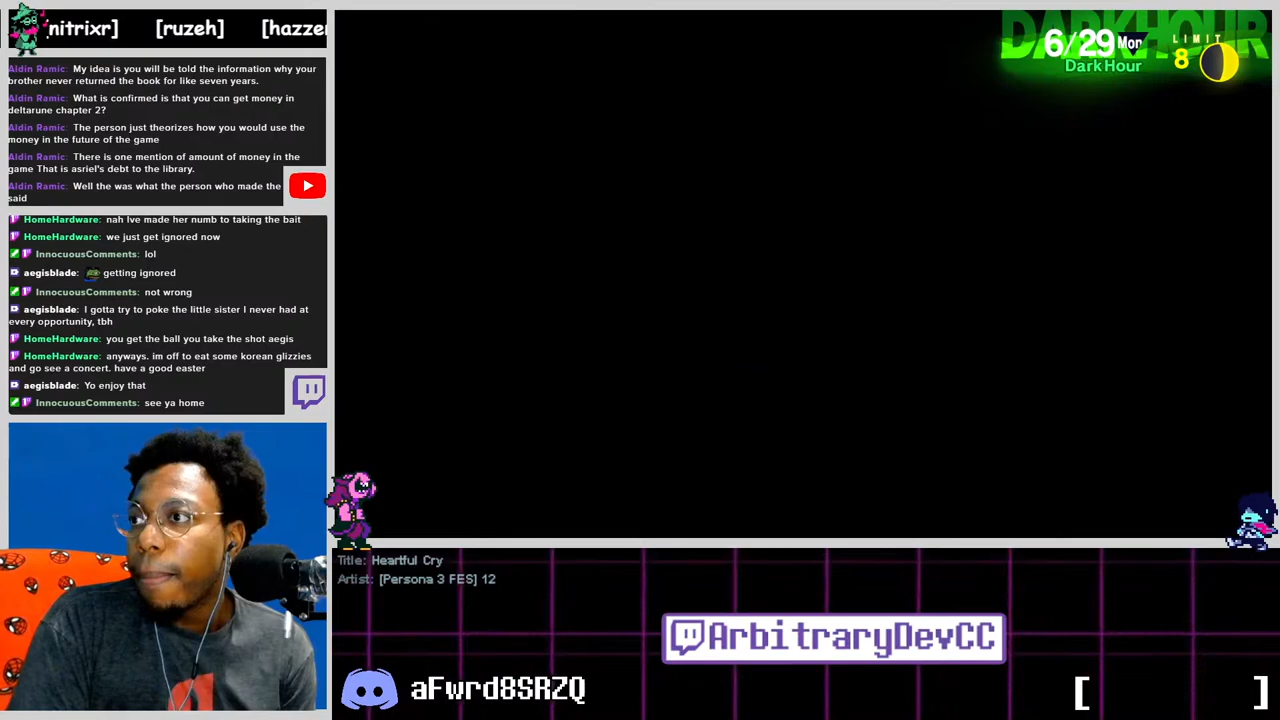 nitrixr] [ruzeh] [hazzer
Aldin Ramic: My idea is you will be told the information why your
brother never returned the book for like seven years.
Aldin Ramic: What is confirmed is that you can get money in
deltarune chapter 2?
Aldin Ramic: The person just theorizes how you would use the
money in the future of the game
Aldin Ramic: There is one mention of amount of money in the
game That is asriel's debt to the library.
Aldin Ramic: Well the was what the person who made the
said
HomeHardware: nah Ive made her numb to taking the bait
HomeHardware: we just get ignored now
InnocuousComments: lol
aegisblade: getting ignored
InnocuousComments: not wrong
aegisblade: I gotta try to poke the little sister I never had at
every opportunity, tbh
HomeHardware: you get the ball you take the shot aegis
HomeHardware: anyways. im off to eat some korean glizzies
and go see a concert. have a good easter
aegisblade: Yo enjoy that
InnocuousComments: see ya home
DARKHOUR
6/29 Mon
Dark Hour
LIMIT
8
Title: Heartful Cry
Artist: [Persona 3 FES] 12
ArbitraryDevCC
aFwrd8SRZQ
[ ]